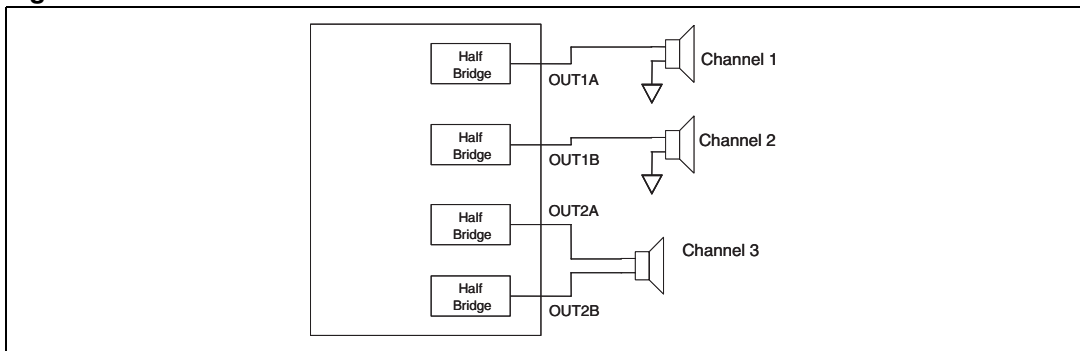 Half
Bridge
OUT1A
Channel 1
Half
Bridge
OUT1B
Channel 2
Half
Bridge
OUT2A
Channel 3
Half
Bridge
OUT2B